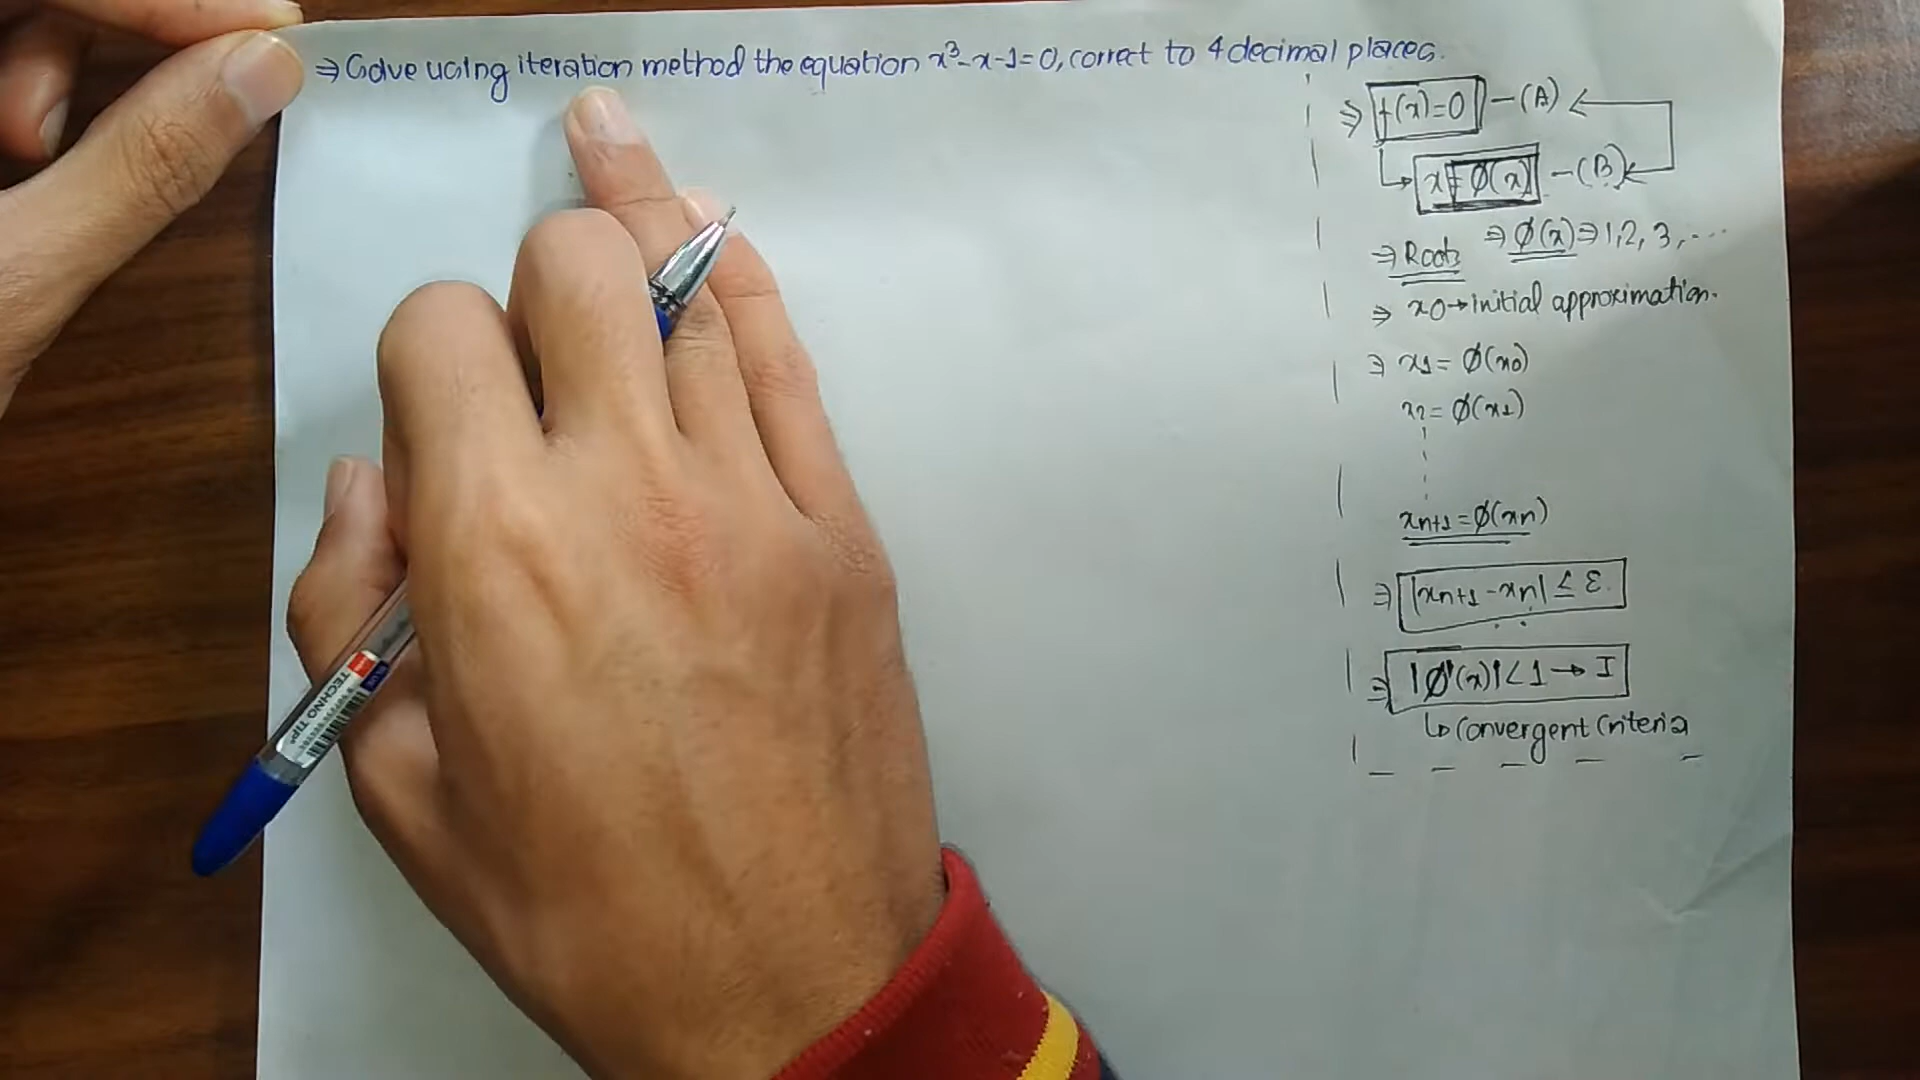 ⇒ Solve using iteration method the equation x³-x-1=0, correct to 4 decimal places.
⇒ f(x)=0 - (A)
x = ϕ(x) - (B)
⇒ Roots ⇒ ϕ(x) ⇒ 1, 2, 3, ...
⇒ x0 → initial approximation.
⇒ x1 = ϕ(x0)
x2 = ϕ(x1)
xn+1 = ϕ(xn)
⇒ |xn+1 - xn| ≤ ε.
⇒ |ϕ'(x)| < 1 → I
↳ Convergent Criteria
TECHNO TIP
BLUE